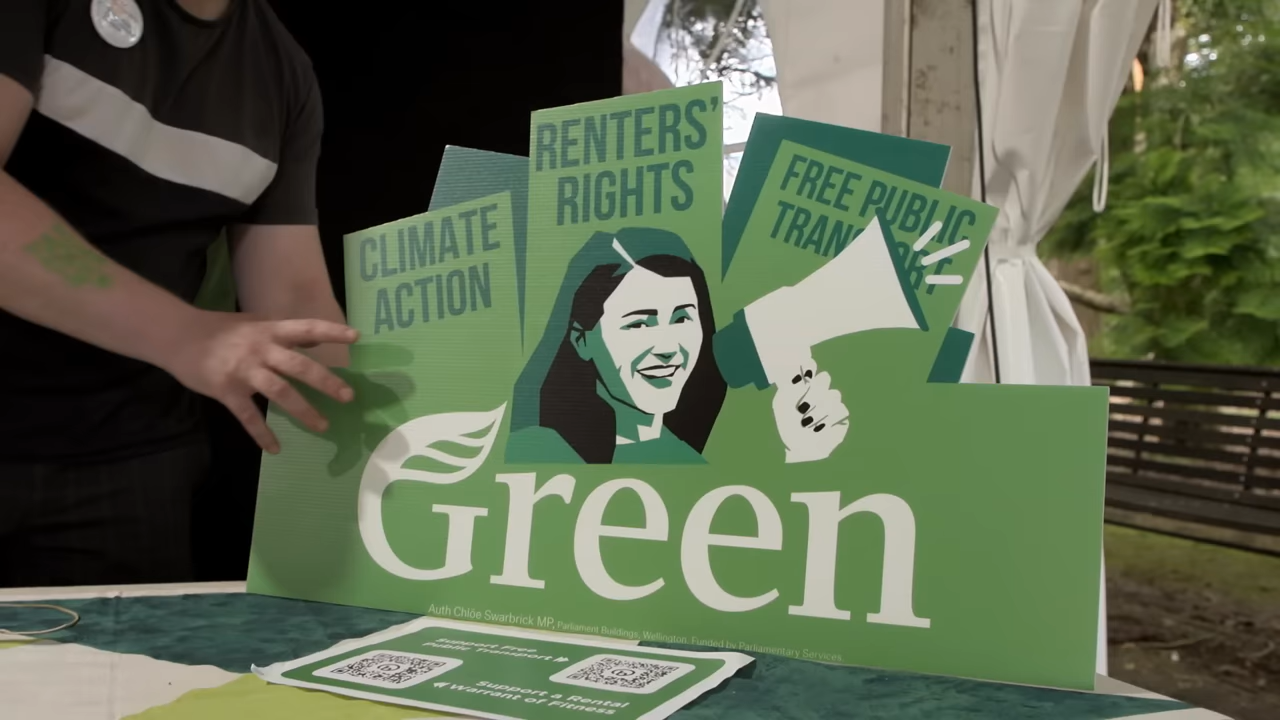 RENTERS'
RIGHTS
CLIMATE
ACTION
FREE PUBLIC
TRANSPORT
Green
Auth Chlöe Swarbrick MP, Parliament Buildings, Wellington. Funded by Parliamentary Services.
Support Free
Public Transport
Support a Rental
Warrant of Fitness